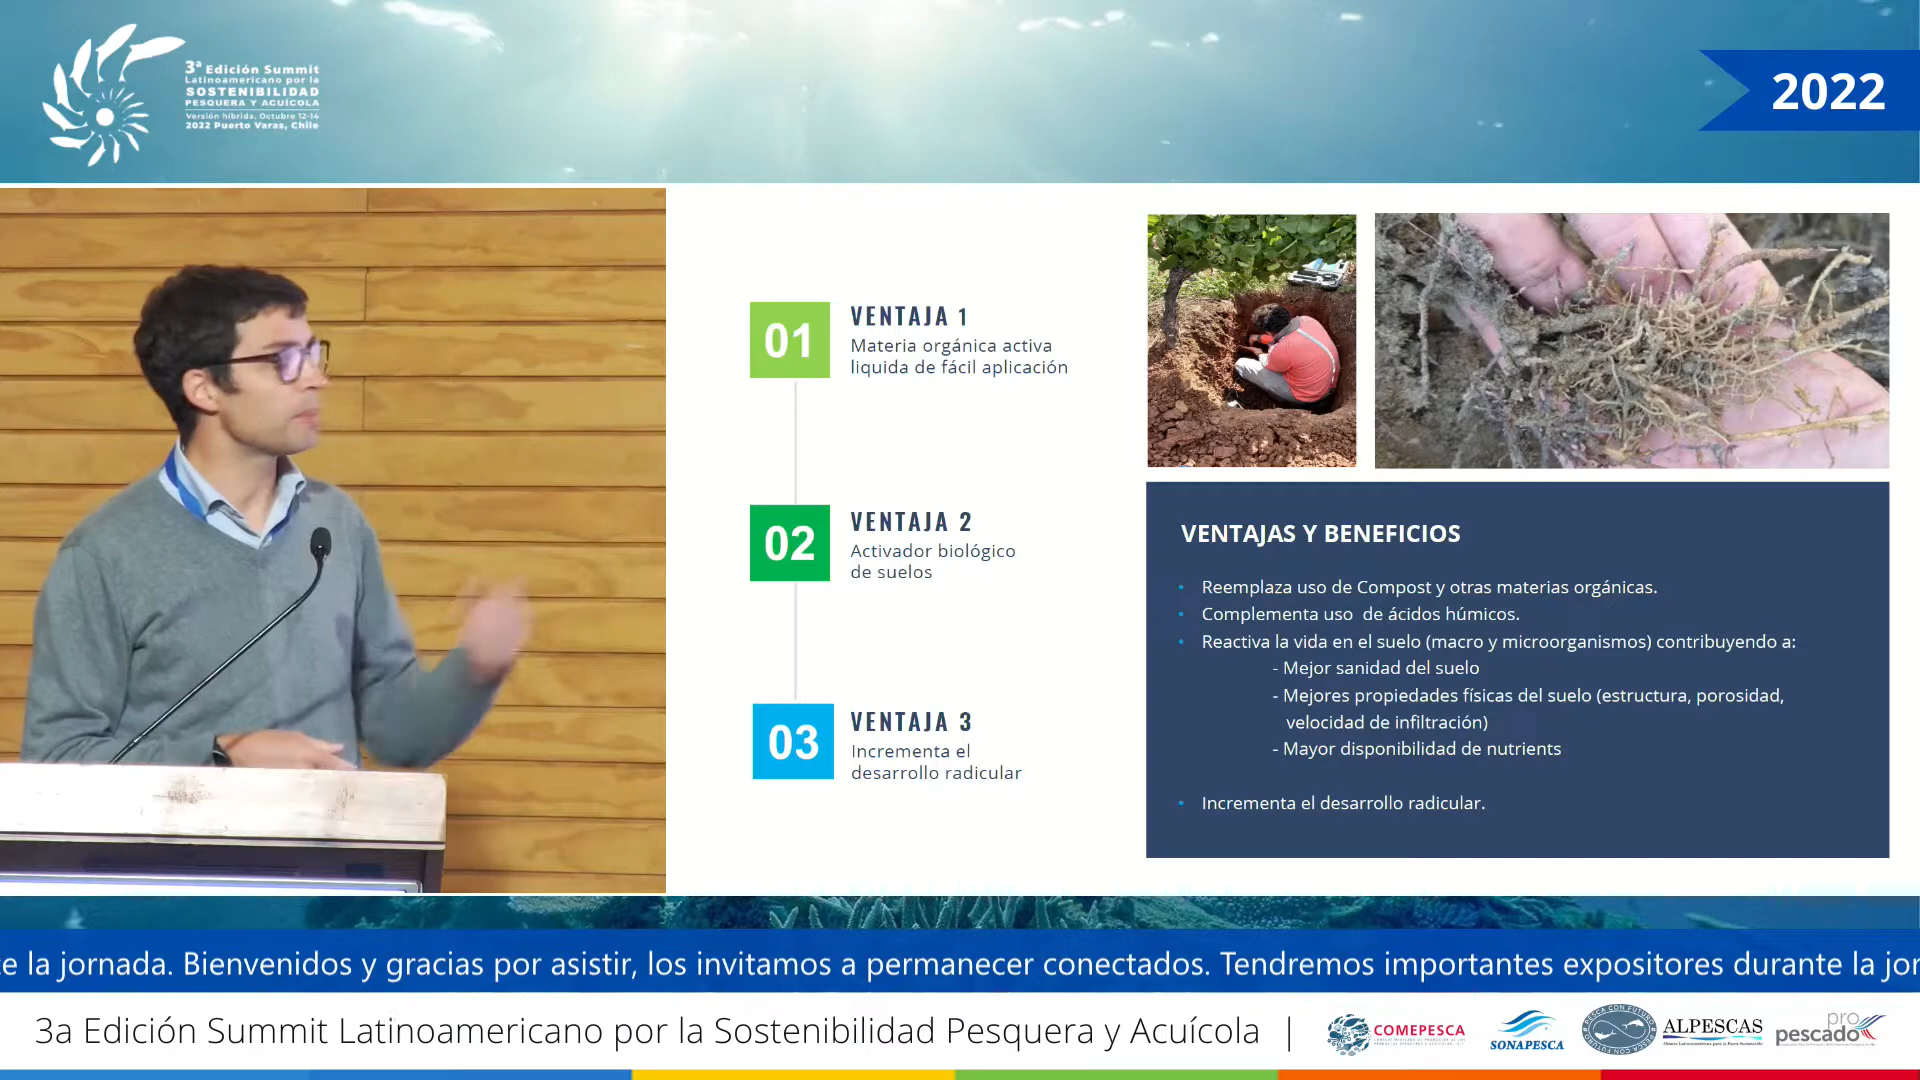 3ª Edición Summit
Latinoamericano por la
SOSTENIBILIDAD
PESQUERA Y ACUÍCOLA
Versión híbrida, Octubre 12-14
2022 Puerto Varas, Chile
2022
01
VENTAJA 1
Materia orgánica activa
liquida de fácil aplicación
02
VENTAJA 2
Activador biológico
de suelos
03
VENTAJA 3
Incrementa el
desarrollo radicular
VENTAJAS Y BENEFICIOS
• Reemplaza uso de Compost y otras materias orgánicas.
• Complementa uso de ácidos húmicos.
• Reactiva la vida en el suelo (macro y microorganismos) contribuyendo a:
- Mejor sanidad del suelo
- Mejores propiedades físicas del suelo (estructura, porosidad,
velocidad de infiltración)
- Mayor disponibilidad de nutrients
• Incrementa el desarrollo radicular.
e la jornada. Bienvenidos y gracias por asistir, los invitamos a permanecer conectados. Tendremos importantes expositores durante la jor
3a Edición Summit Latinoamericano por la Sostenibilidad Pesquera y Acuícola |
COMEPESCA
SONAPESCA
PESCA CON FUTURO
ALPESCAS
pro
pescado